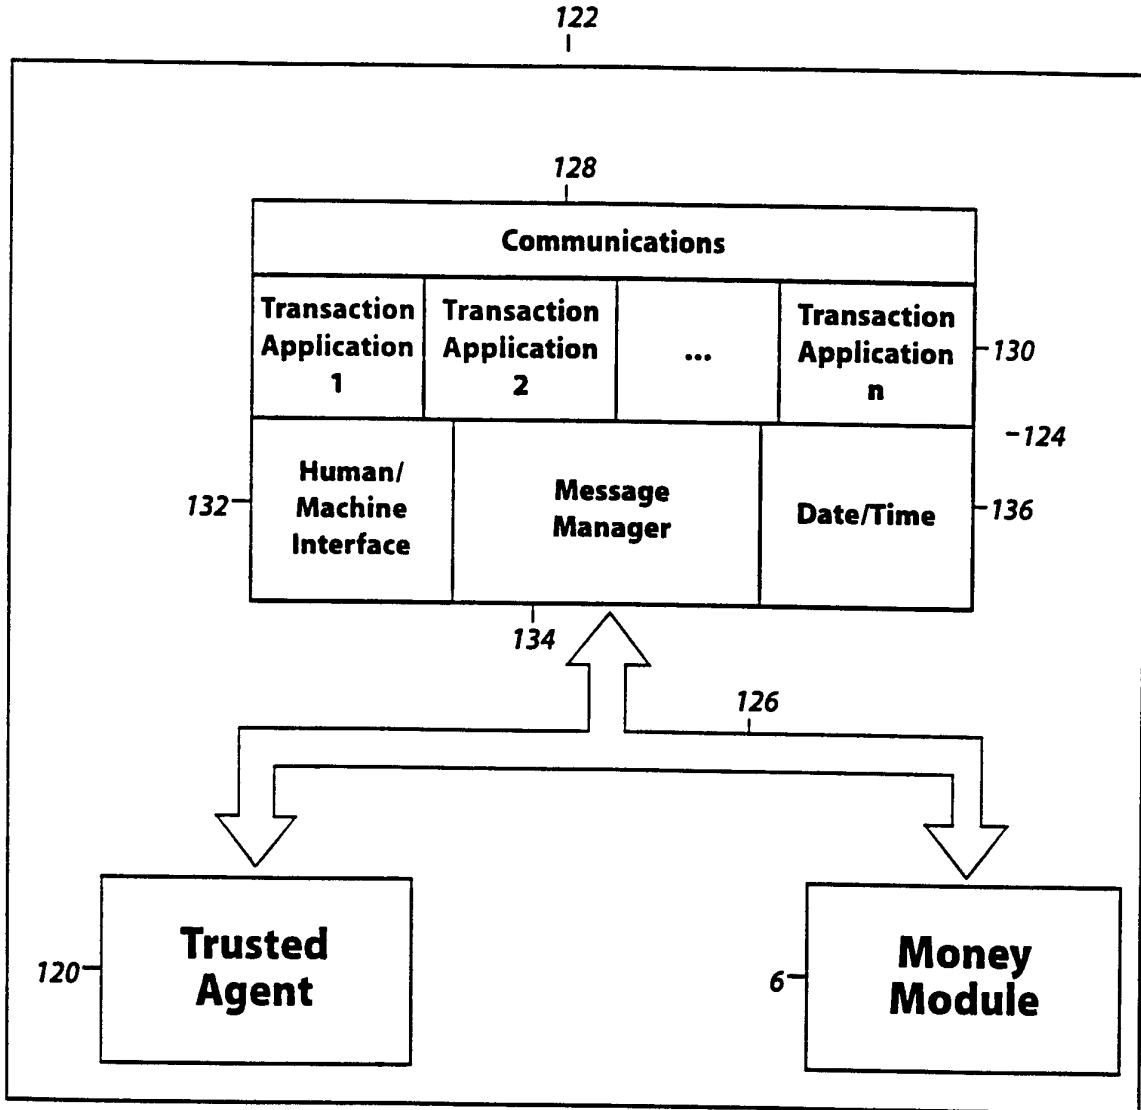 122
128
Communications
Transaction
Application
1
Transaction
Application
2
...
Transaction
Application
n
130
124
132
Human/
Machine
Interface
Message
Manager
Date/Time
136
134
126
120
Trusted
Agent
6
Money
Module